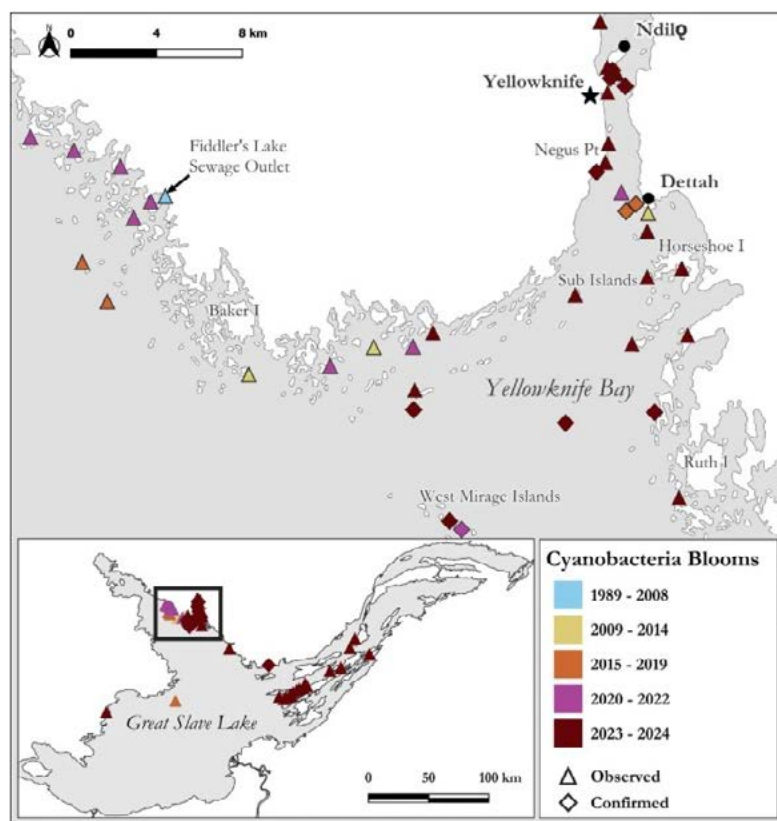 N
0 4 8 km
Ndilǫ
Yellowknife
Fiddler's Lake
Sewage Outlet
Negus Pt
Dettah
Horseshoe I
Sub Islands
Baker I
Yellowknife Bay
Ruth I
West Mirage Islands
Cyanobacteria Blooms
1989 - 2008
2009 - 2014
2015 - 2019
2020 - 2022
2023 - 2024
Observed
Confirmed
Great Slave Lake
0 50 100 km